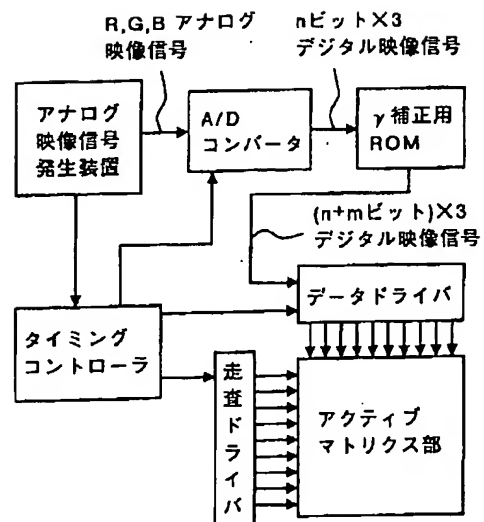 R,G,B アナログ
映像信号
nビット×3
デジタル映像信号
アナログ
映像信号
発生装置
A/D
コンバータ
γ補正用
ROM
(n+mビット)×3
デジタル映像信号
データドライバ
タイミング
コントローラ
走査ドライバ
アクティブ
マトリクス部